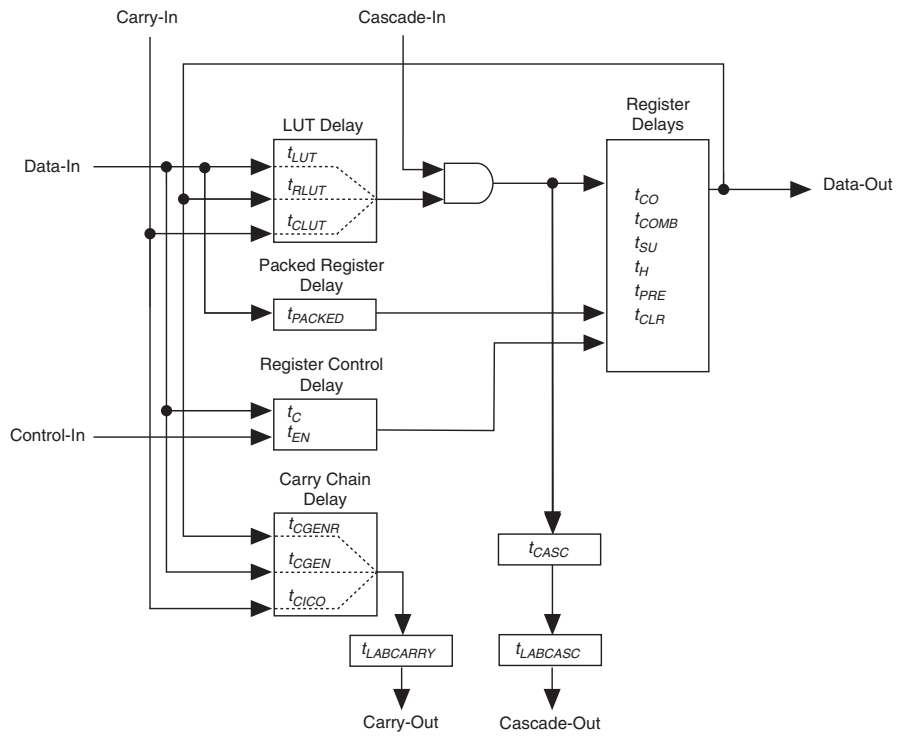 Carry-In
Cascade-In
LUT Delay
Register
Delays
Data-In
tLUT
tRLUT
tCLUT
Data-Out
tCO
tCOMB
tSU
tH
tPRE
tCLR
Packed Register
Delay
tPACKED
Register Control
Delay
Control-In
tC
tEN
Carry Chain
Delay
tCGENR
tCGEN
tCICO
tCASC
tLABCARRY
tLABCASC
Carry-Out
Cascade-Out